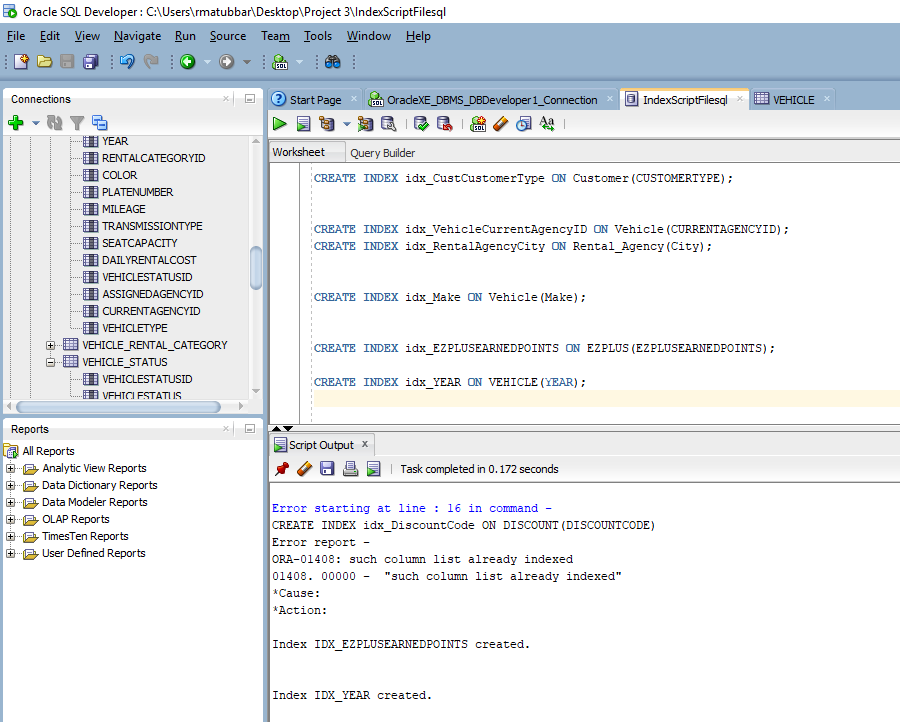 Oracle SQL Developer : C:\Users\rmatubbar\Desktop\Project 3\IndexScriptFilesql
File Edit View Navigate Run Source Team Tools Window Help
Connections
YEAR
RENTALCATEGORYID
COLOR
PLATENUMBER
MILEAGE
TRANSMISSIONTYPE
SEATCAPACITY
DAILYRENTALCOST
VEHICLESTATUSID
ASSIGNEDAGENCYID
CURRENTAGENCYID
VEHICLETYPE
VEHICLE_RENTAL_CATEGORY
VEHICLE_STATUS
VEHICLESTATUSID
VEHICLESTATUS
Reports
All Reports
Analytic View Reports
Data Dictionary Reports
Data Modeler Reports
OLAP Reports
TimesTen Reports
User Defined Reports
Start Page OracleXE_DBMS_DBDeveloper1_Connection IndexScriptFilesql VEHICLE
Worksheet Query Builder
CREATE INDEX idx_CustCustomerType ON Customer(CUSTOMERTYPE);
CREATE INDEX idx_VehicleCurrentAgencyID ON Vehicle(CURRENTAGENCYID);
CREATE INDEX idx_RentalAgencyCity ON Rental_Agency(City);
CREATE INDEX idx_Make ON Vehicle(Make);
CREATE INDEX idx_EZPLUSEARNEDPOINTS ON EZPLUS(EZPLUSEARNEDPOINTS);
CREATE INDEX idx_YEAR ON VEHICLE(YEAR);
Script Output
Task completed in 0.172 seconds
Error starting at line : 16 in command -
CREATE INDEX idx_DiscountCode ON DISCOUNT(DISCOUNTCODE)
Error report -
ORA-01408: such column list already indexed
01408. 00000 - "such column list already indexed"
*Cause:
*Action:
Index IDX_EZPLUSEARNEDPOINTS created.
Index IDX_YEAR created.